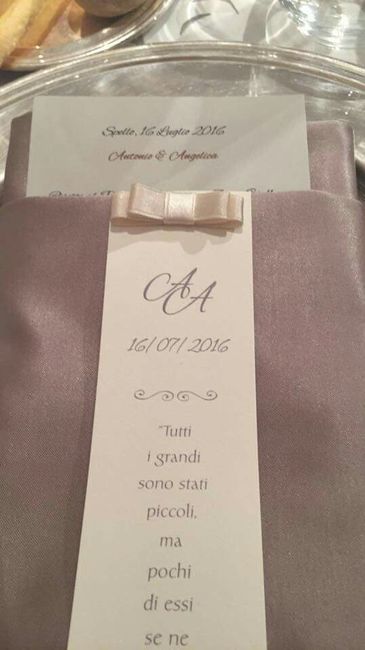 Spello, 16 Luglio 2016
Antonio & Angelica
AA
16/07/2016
"Tutti
i grandi
sono stati
piccoli,
ma
pochi
di essi
se ne